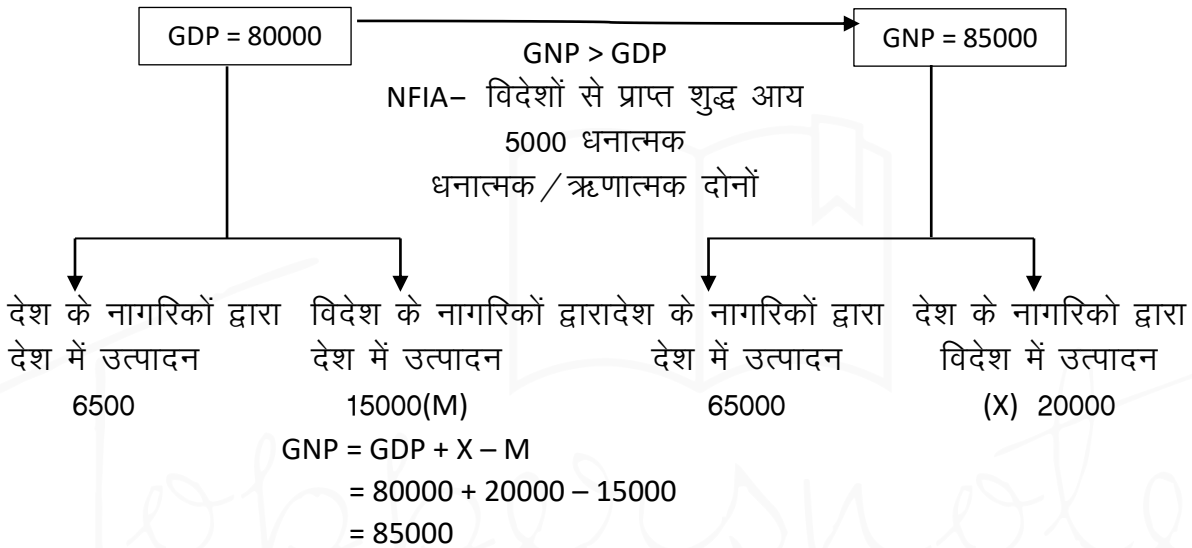 GDP = 80000
GNP = 85000
GNP > GDP
NFIA– विदेशों से प्राप्त शुद्ध आय
5000 धनात्मक
धनात्मक / ऋणात्मक दोनों
देश के नागरिकों द्वारा विदेश के नागरिकों द्वारादेश के नागरिकों द्वारा देश के नागरिको द्वारा
देश में उत्पादन देश में उत्पादन देश में उत्पादन विदेश में उत्पादन
6500 15000(M) 65000 (X) 20000
GNP = GDP + X – M
= 80000 + 20000 – 15000
= 85000
Toppersnotes